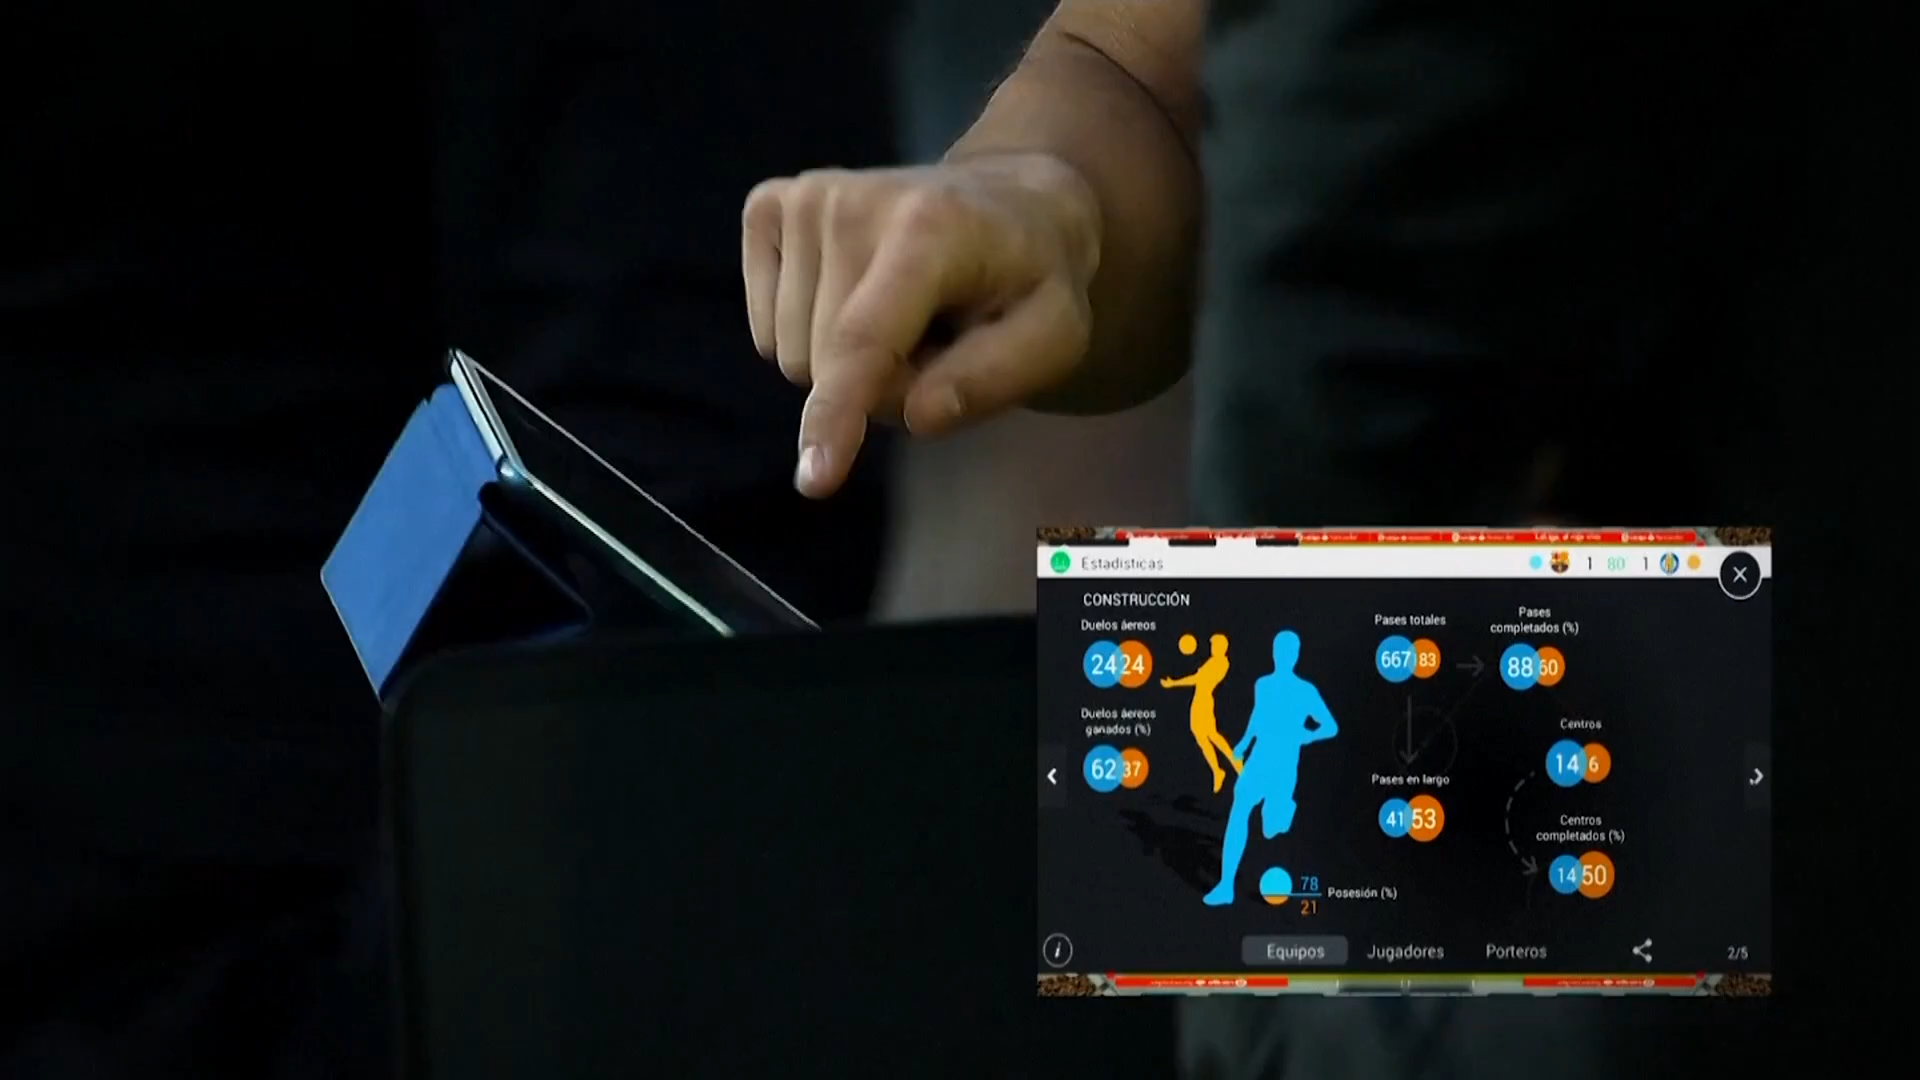 Estadísticas
1 80 1
CONSTRUCCIÓN
Duelos áereos
24 24
Duelos áereos
ganados (%)
62 37
Pases totales
667 83
Pases
completados (%)
88 60
Pases en largo
41 53
Centros
14 6
Centros
completados (%)
14 50
78
21
Posesión (%)
i
Equipos Jugadores Porteros
2/5